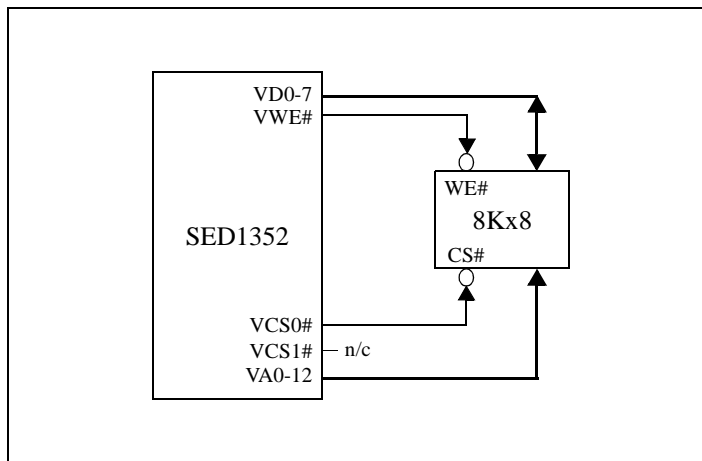 VD0-7
VWE#
WE#
8Kx8
SED1352
CS#
VCS0#
VCS1#
n/c
VA0-12